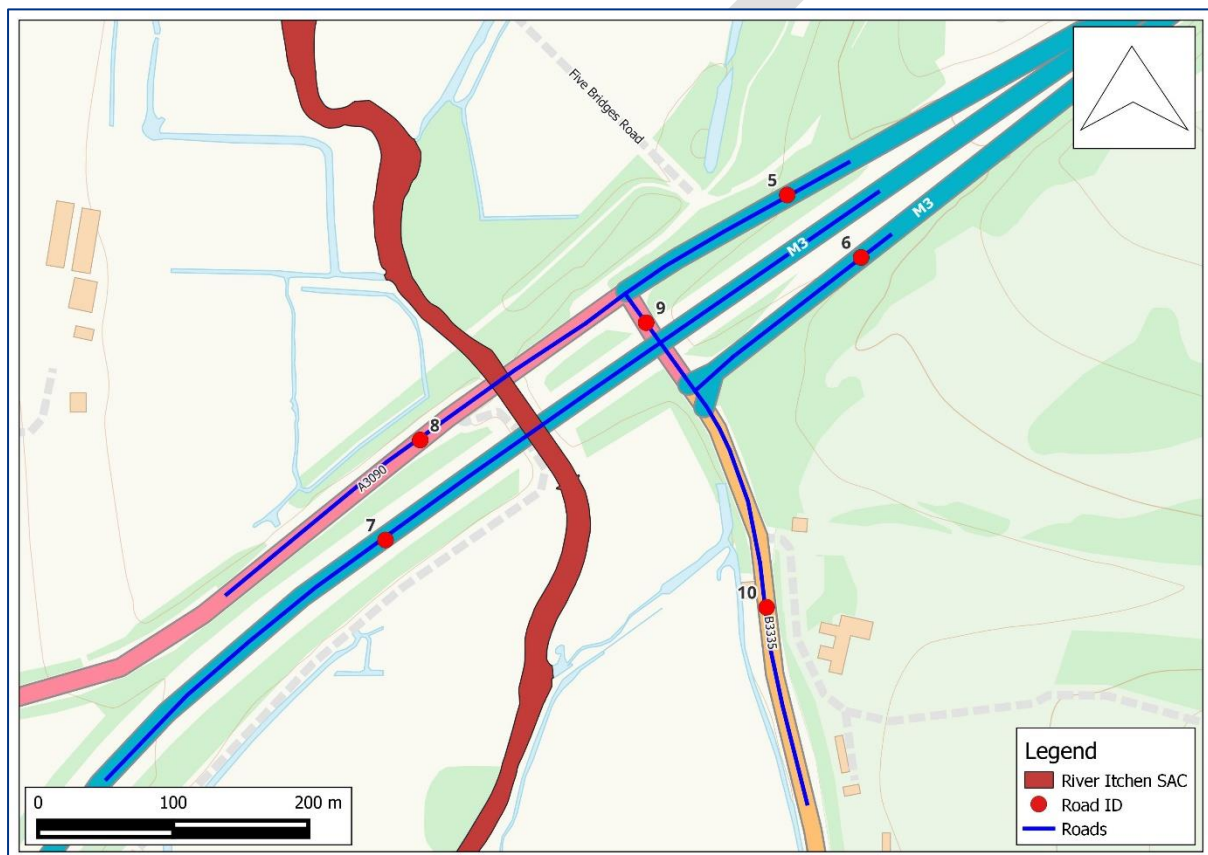 Five Bridges Road
5
M3
6
M3
9
8
A3090
7
10
B3335
0 100 200 m
Legend
River Itchen SAC
Road ID
Roads